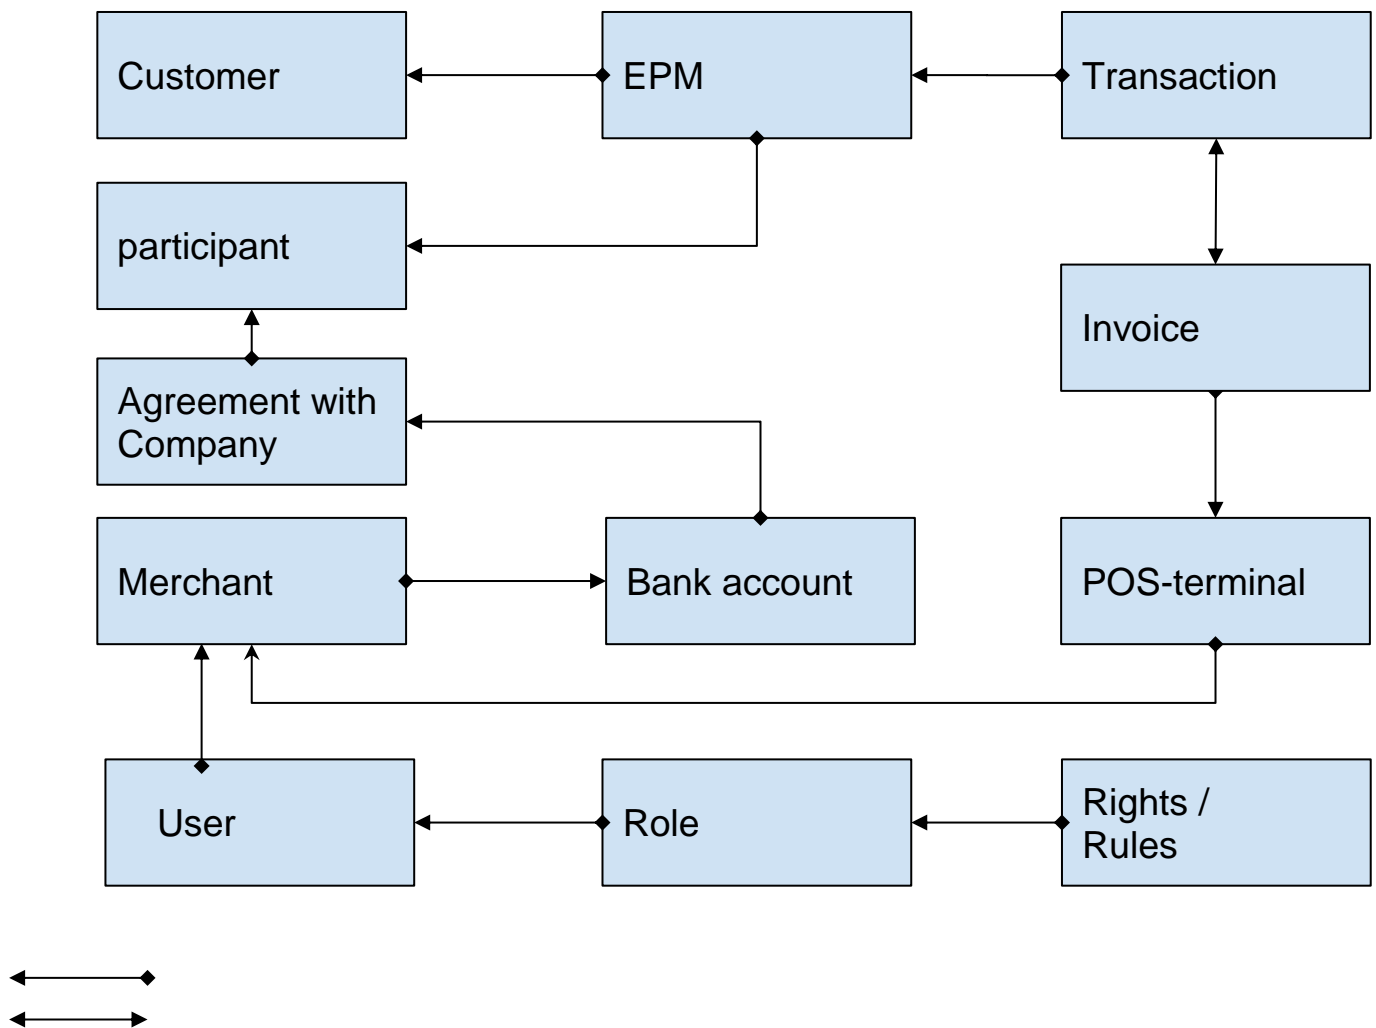 Customer
EPM
Transaction
participant
Invoice
Agreement with
Company
Merchant
Bank account
POS-terminal
User
Role
Rights /
Rules